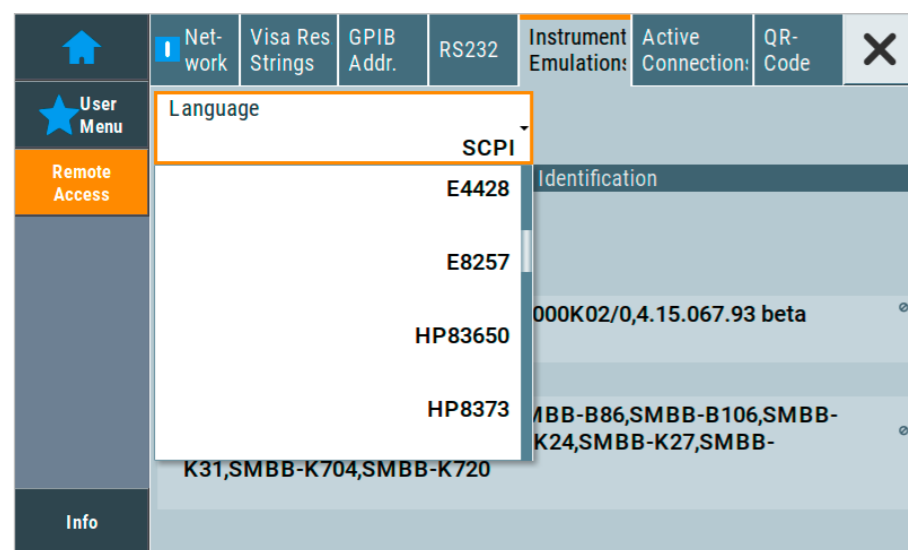 Net-
work
Visa Res
Strings
GPIB
Addr.
RS232
Instrument
Emulations
Active
Connection:
QR-
Code
User
Menu
Remote
Access
Info
Language
SCPI
E4428
E8257
HP83650
HP8373
Identification
000K02/0,4.15.067.93 beta
MBB-B86,SMBB-B106,SMBB-
K24,SMBB-K27,SMBB-
K31,SMBB-K704,SMBB-K720